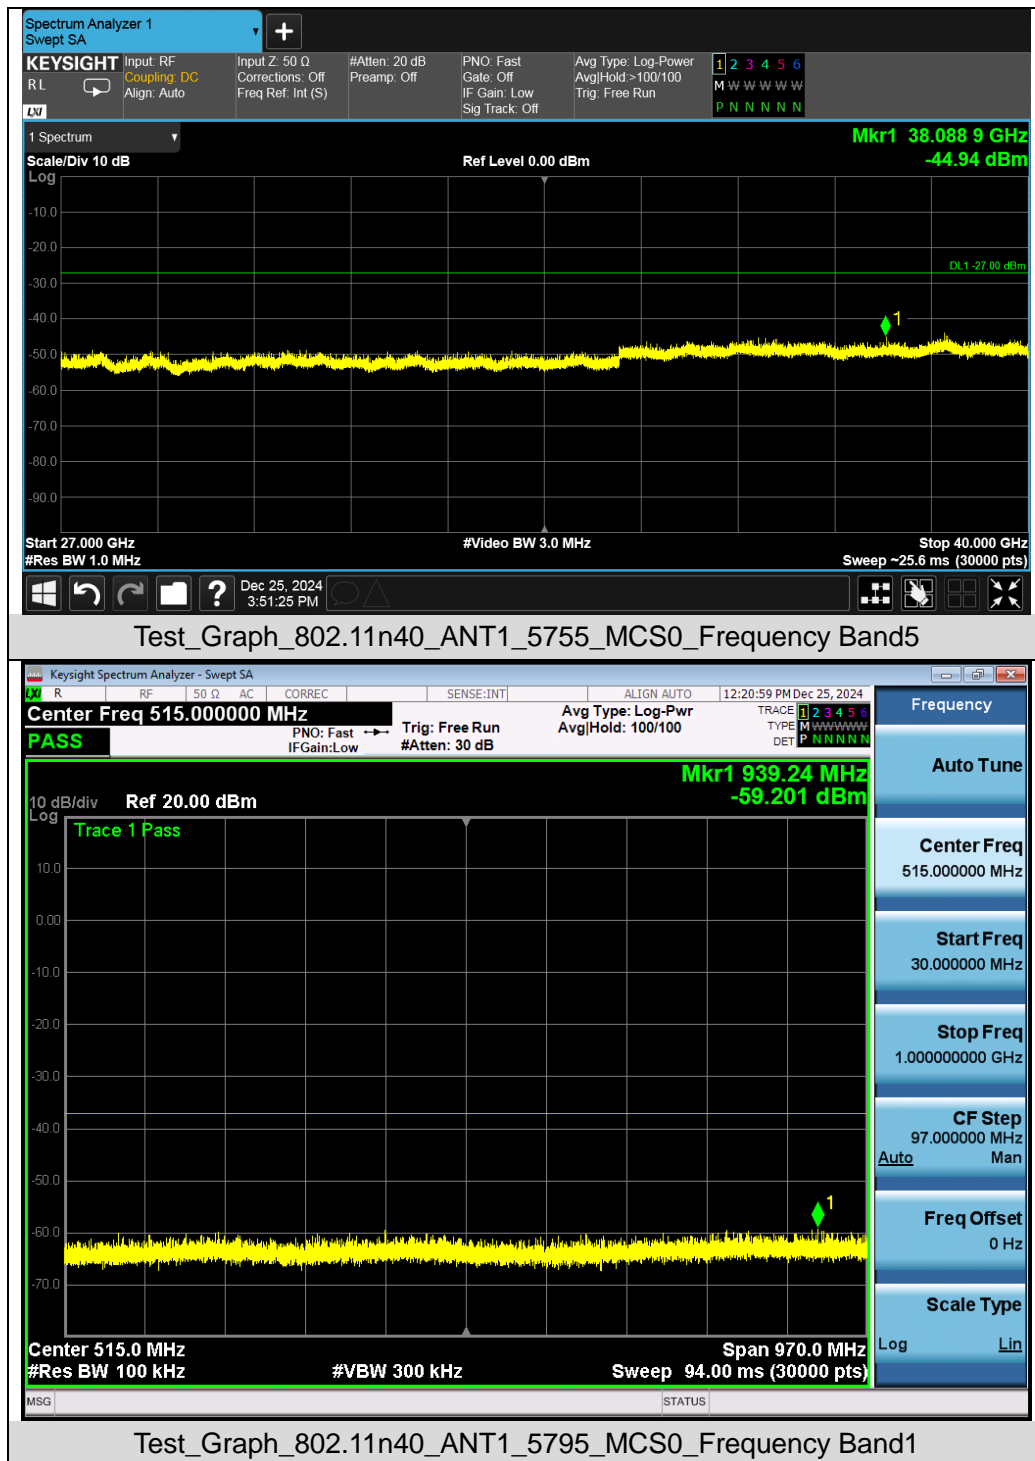 Spectrum Analyzer 1
Swept SA
KEYSIGHT
RL
LXI
Input: RF
Coupling: DC
Align: Auto
Input Z: 50 Ω
Corrections: Off
Freq Ref: Int (S)
#Atten: 20 dB
Preamp: Off
PNO: Fast
Gate: Off
IF Gain: Low
Sig Track: Off
Avg Type: Log-Power
Avg|Hold:>100/100
Trig: Free Run
1 2 3 4 5 6
M W W W W W
P N N N N N
1 Spectrum
Mkr1 38.088 9 GHz
-44.94 dBm
Scale/Div 10 dB
Ref Level 0.00 dBm
Log
-10.0
-20.0
DL1 -27.00 dBm
-30.0
-40.0
1
-50.0
-60.0
-70.0
-80.0
-90.0
Start 27.000 GHz
#Video BW 3.0 MHz
Stop 40.000 GHz
#Res BW 1.0 MHz
Sweep ~25.6 ms (30000 pts)
?
Dec 25, 2024
3:51:25 PM
Test_Graph_802.11n40_ANT1_5755_MCS0_Frequency Band5
Keysight Spectrum Analyzer - Swept SA
LXI R RF 50 Ω AC CORREC SENSE:INT ALIGN AUTO 12:20:59 PM Dec 25, 2024
Center Freq 515.000000 MHz
PASS
PNO: Fast
IFGain:Low
Trig: Free Run
#Atten: 30 dB
Avg Type: Log-Pwr
Avg|Hold: 100/100
TRACE 1 2 3 4 5 6
TYPE M W W W W W
DET P N N N N N
Mkr1 939.24 MHz
-59.201 dBm
10 dB/div Ref 20.00 dBm
Log
Trace 1 Pass
10.0
0.00
-10.0
-20.0
-30.0
-40.0
-50.0
1
-60.0
-70.0
Center 515.0 MHz
Span 970.0 MHz
#Res BW 100 kHz
#VBW 300 kHz
Sweep 94.00 ms (30000 pts)
MSG
STATUS
Frequency
Auto Tune
Center Freq
515.000000 MHz
Start Freq
30.000000 MHz
Stop Freq
1.000000000 GHz
CF Step
97.000000 MHz
Auto Man
Freq Offset
0 Hz
Scale Type
Log Lin
Test_Graph_802.11n40_ANT1_5795_MCS0_Frequency Band1